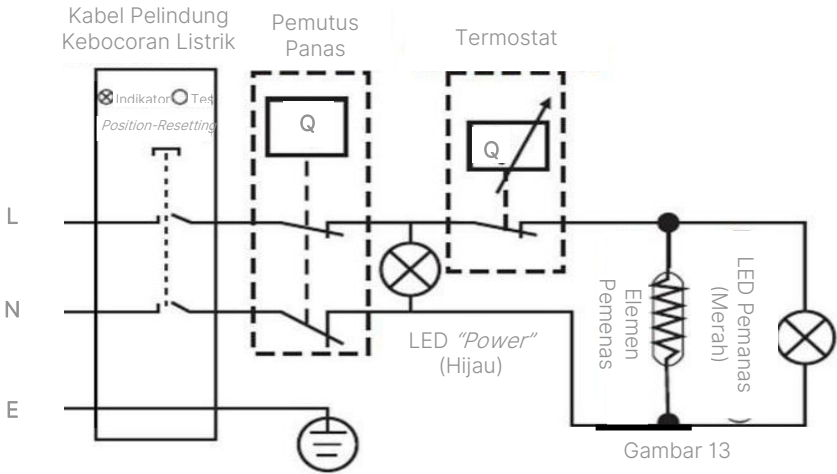 Kabel Pelindung
Kebocoran Listrik
Pemutus
Panas
Termostat
Indikator Tes
Position-Resetting
Q
Q
L
N
E
LED "Power"
(Hijau)
Elemen
Pemenas
LED Pemanas
(Merah)
Gambar 13